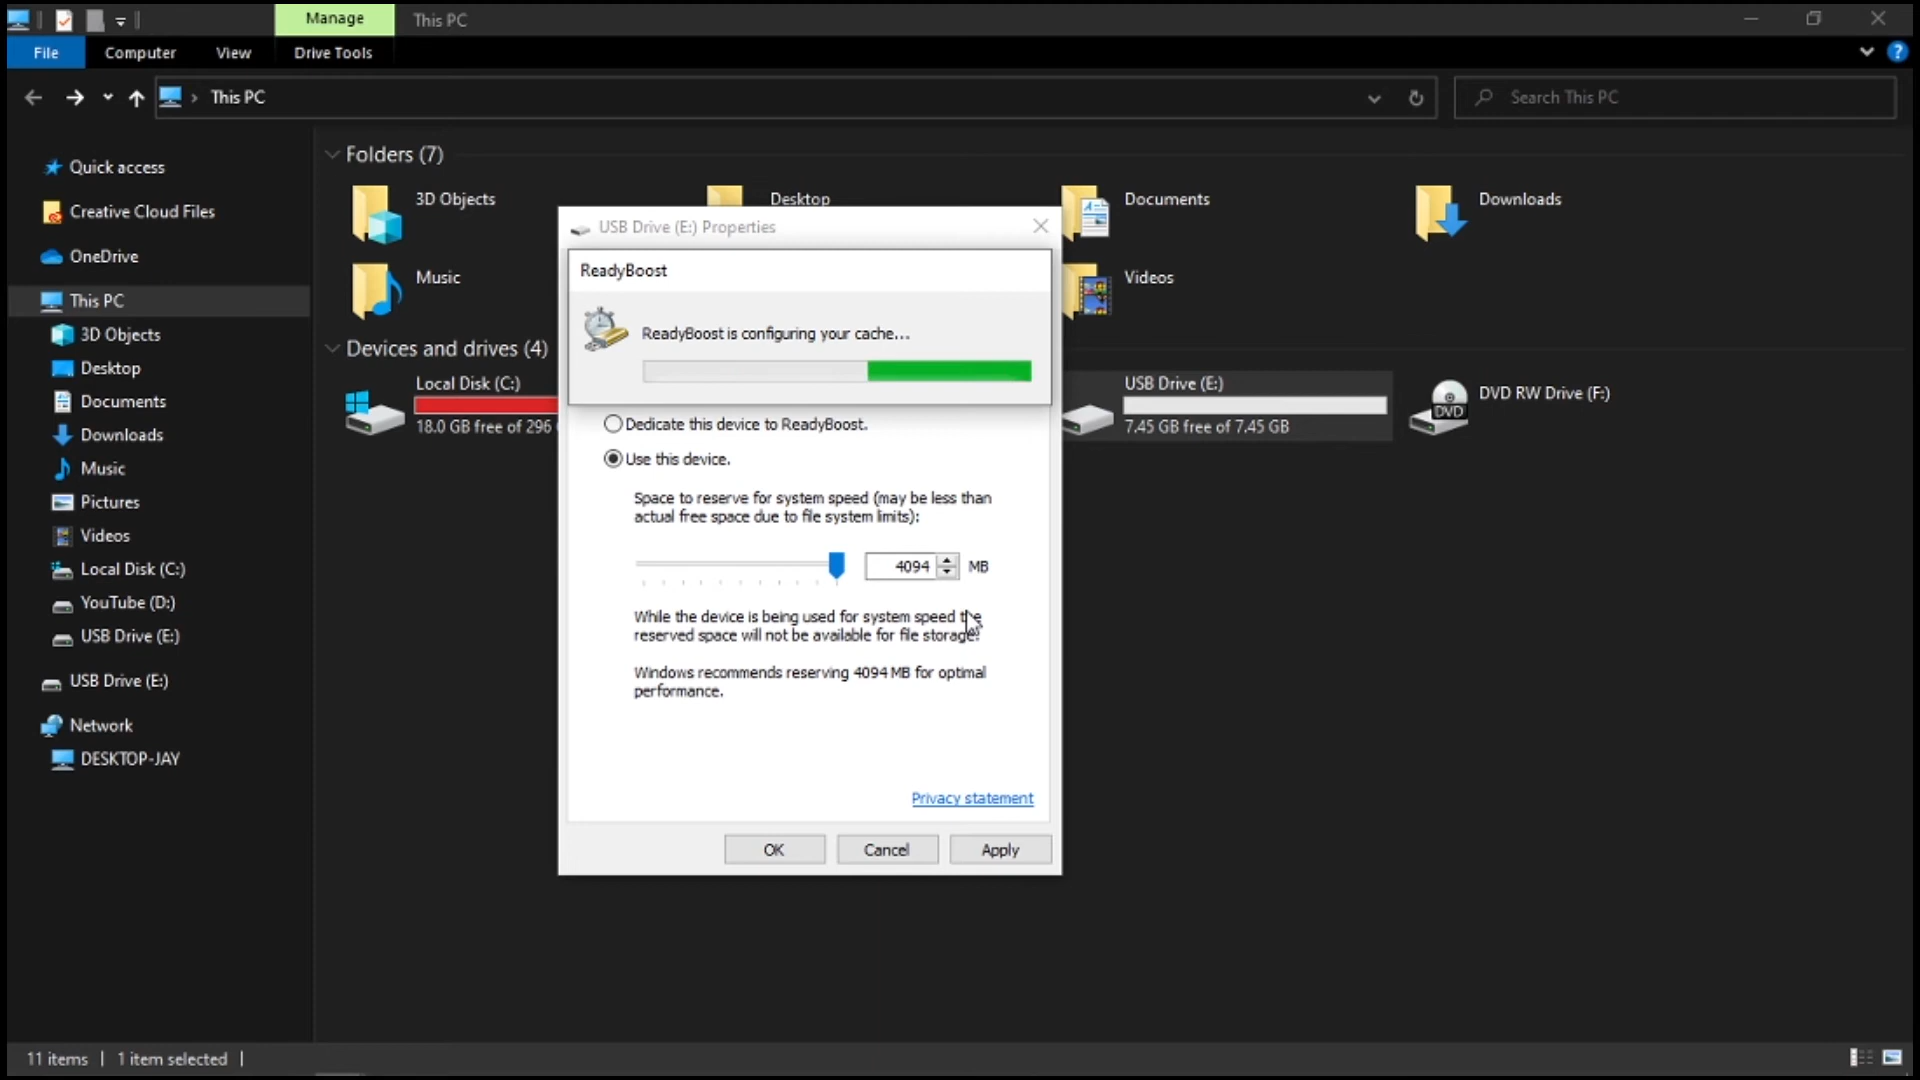 Manage
This PC
File
Computer
View
Drive Tools
This PC
Search This PC
Quick access
Creative Cloud Files
OneDrive
This PC
3D Objects
Desktop
Documents
Downloads
Music
Pictures
Videos
Local Disk (C:)
YouTube (D:)
USB Drive (E:)
USB Drive (E:)
Network
DESKTOP-JAY
Folders (7)
3D Objects
Desktop
Documents
Downloads
Music
Videos
Devices and drives (4)
Local Disk (C:)
18.0 GB free of 296
USB Drive (E:)
7.45 GB free of 7.45 GB
DVD RW Drive (F:)
DVD
USB Drive (E:) Properties
ReadyBoost
ReadyBoost is configuring your cache...
Dedicate this device to ReadyBoost.
Use this device.
Space to reserve for system speed (may be less than
actual free space due to file system limits):
4094 MB
While the device is being used for system speed the
reserved space will not be available for file storage.
Windows recommends reserving 4094 MB for optimal
performance.
Privacy statement
OK
Cancel
Apply
11 items
1 item selected